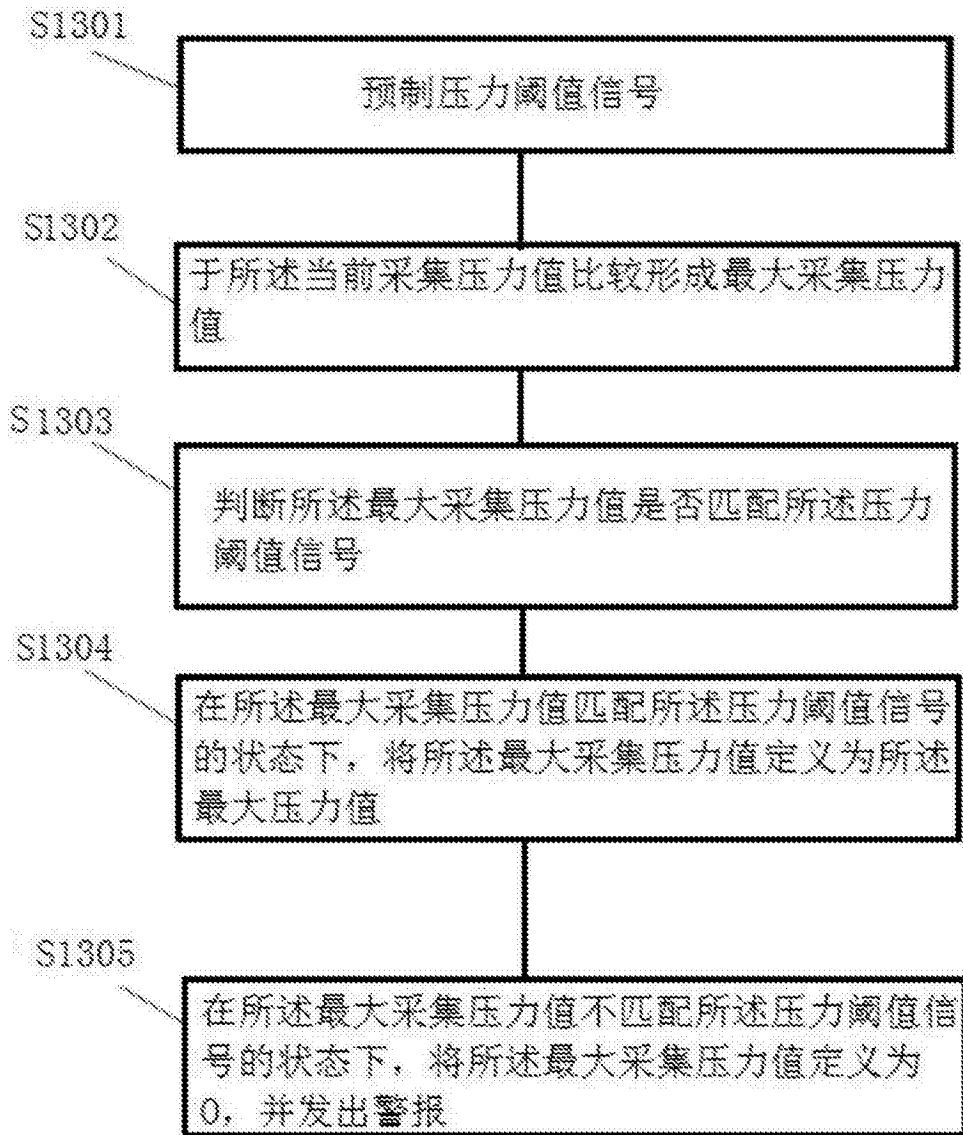 S1301
预制压力阈值信号
S1302
于所述当前采集压力值比较形成最大采集压力
值
S1303
判断所述最大采集压力值是否匹配所述压力
阈值信号
S1304
在所述最大采集压力值匹配所述压力阈值信号
的状态下，将所述最大采集压力值定义为所述
最大压力值
S1305
在所述最大采集压力值不匹配所述压力阈值信
号的状态下，将所述最大采集压力值定义为
0，并发出警报